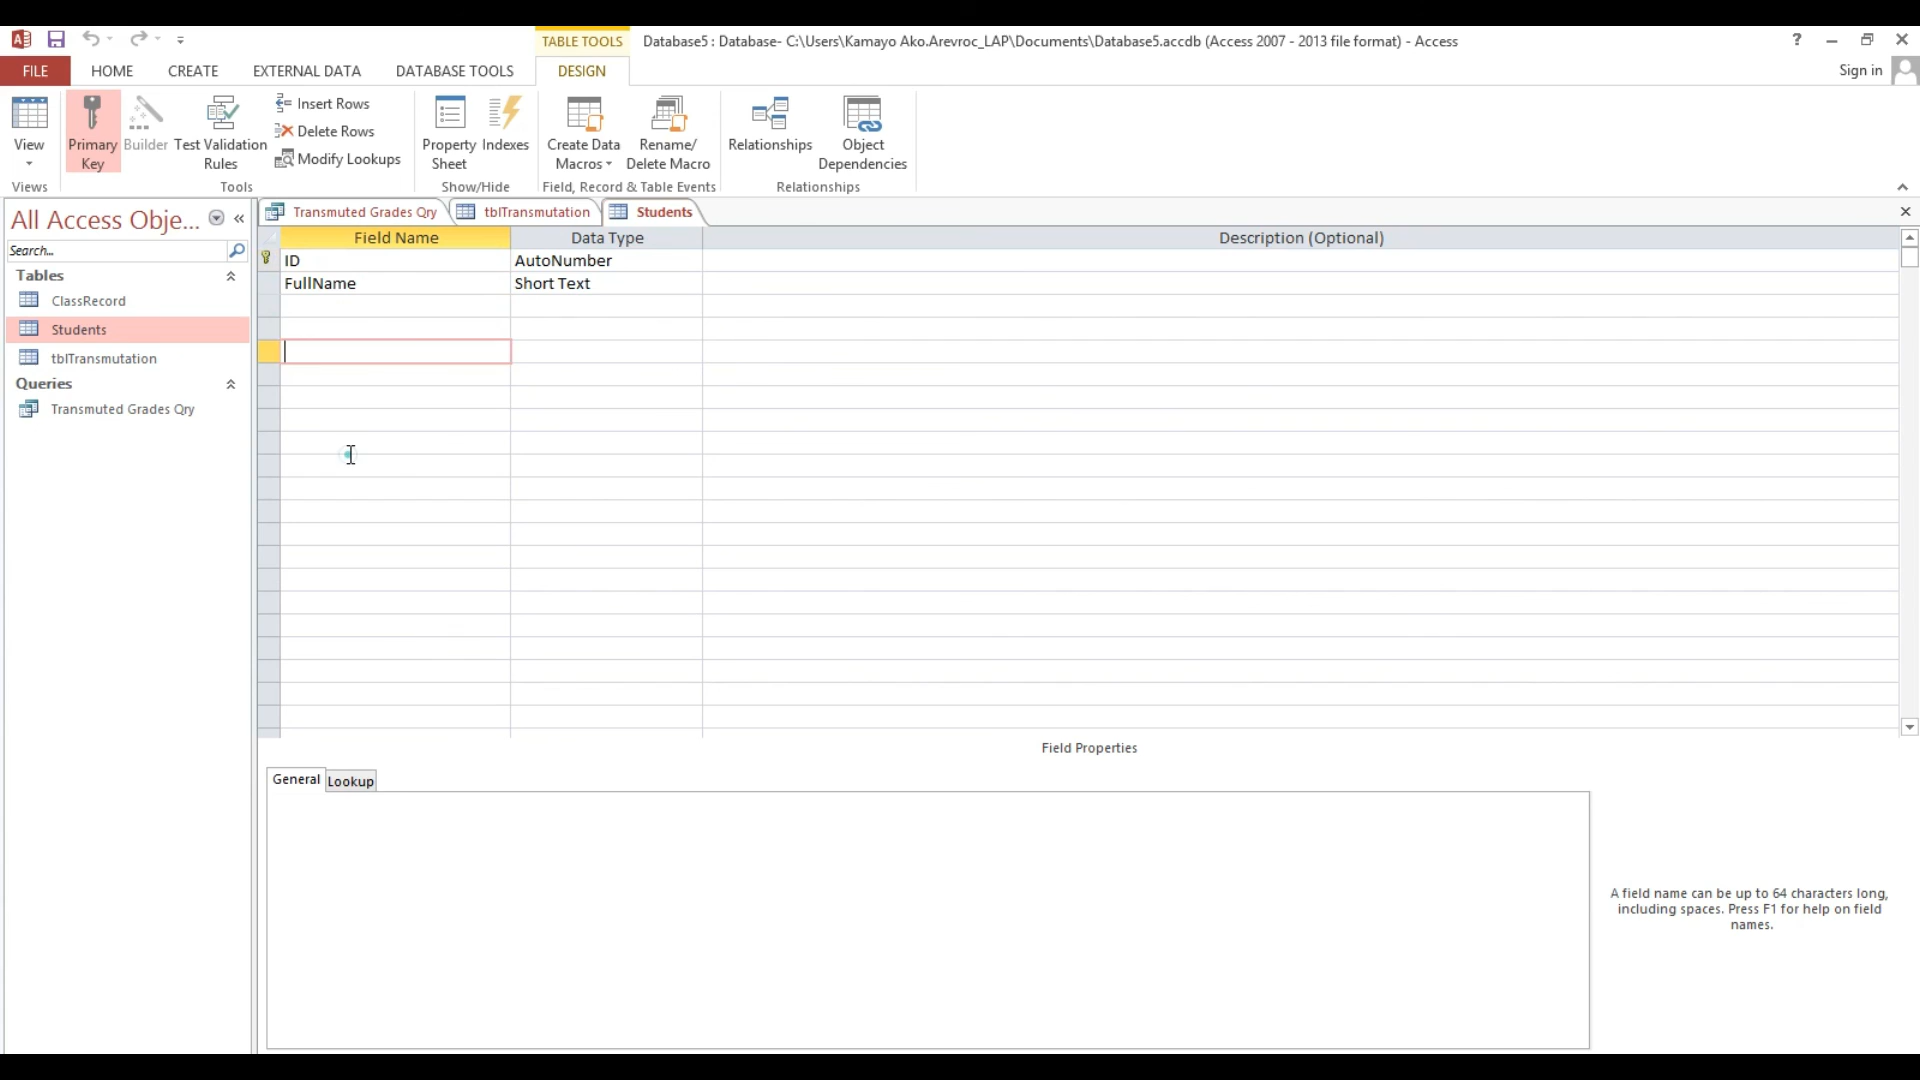 TABLE TOOLS
Database5 : Database- C:\Users\Kamayo Ako.Arevroc_LAP\Documents\Database5.accdb (Access 2007 - 2013 file format) - Access
?
FILE
HOME
CREATE
EXTERNAL DATA
DATABASE TOOLS
DESIGN
Sign in
View
Primary
Key
Builder
Test Validation
Rules
Insert Rows
Delete Rows
Modify Lookups
Property
Sheet
Indexes
Create Data
Macros
Rename/
Delete Macro
Relationships
Object
Dependencies
Views
Tools
Show/Hide
Field, Record & Table Events
Relationships
All Access Obje...
Search...
Tables
ClassRecord
Students
tblTransmutation
Queries
Transmuted Grades Qry
Transmuted Grades Qry
tblTransmutation
Students
Field Name
Data Type
Description (Optional)
ID
AutoNumber
FullName
Short Text
Field Properties
General
Lookup
A field name can be up to 64 characters long,
including spaces. Press F1 for help on field
names.